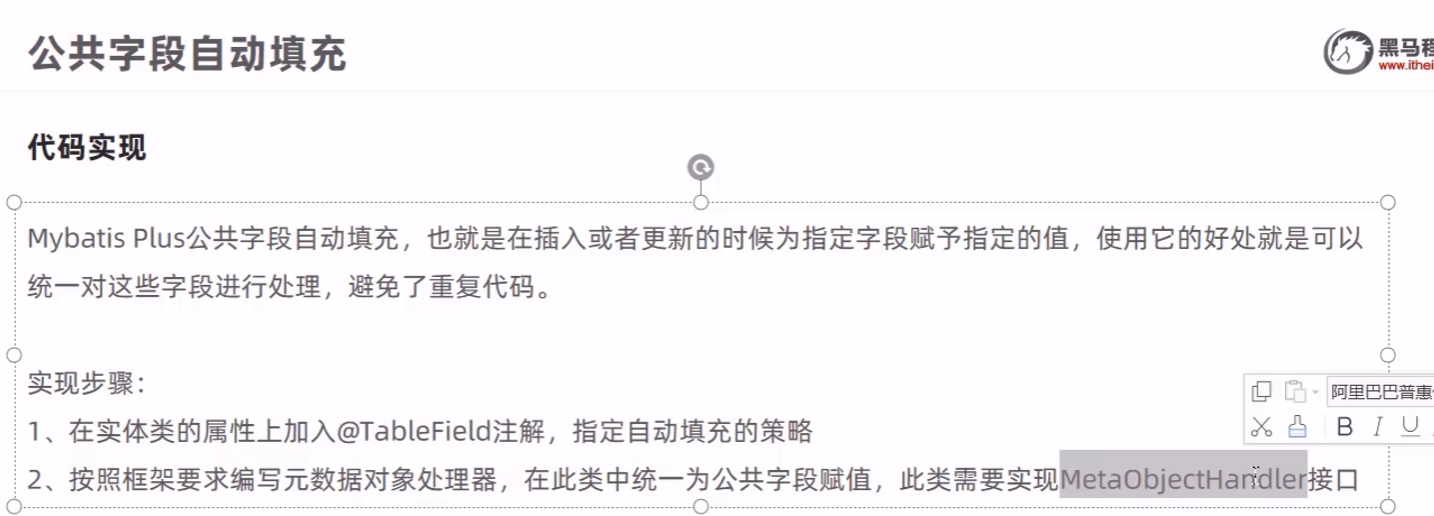 公共字段自动填充
黑马程
www.ithei
代码实现
Mybatis Plus公共字段自动填充，也就是在插入或者更新的时候为指定字段赋予指定的值，使用它的好处就是可以
统一对这些字段进行处理，避免了重复代码。
实现步骤：
1、在实体类的属性上加入@TableField注解，指定自动填充的策略
2、按照框架要求编写元数据对象处理器，在此类中统一为公共字段赋值，此类需要实现MetaObjectHandler接口
阿里巴巴普惠
B I U